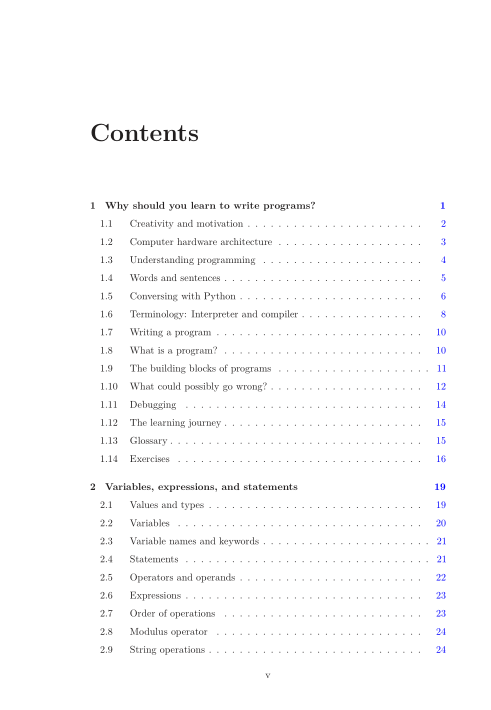 Contents
1 Why should you learn to write programs? 1
1.1 Creativity and motivation . . . . . . . . . . . . . . . . . . . . . . . 2
1.2 Computer hardware architecture . . . . . . . . . . . . . . . . . . . 3
1.3 Understanding programming . . . . . . . . . . . . . . . . . . . . . 4
1.4 Words and sentences . . . . . . . . . . . . . . . . . . . . . . . . . . 5
1.5 Conversing with Python . . . . . . . . . . . . . . . . . . . . . . . . 6
1.6 Terminology: Interpreter and compiler . . . . . . . . . . . . . . . . 8
1.7 Writing a program . . . . . . . . . . . . . . . . . . . . . . . . . . . 10
1.8 What is a program? . . . . . . . . . . . . . . . . . . . . . . . . . . 10
1.9 The building blocks of programs . . . . . . . . . . . . . . . . . . . . 11
1.10 What could possibly go wrong? . . . . . . . . . . . . . . . . . . . . 12
1.11 Debugging . . . . . . . . . . . . . . . . . . . . . . . . . . . . . . . 14
1.12 The learning journey . . . . . . . . . . . . . . . . . . . . . . . . . . 15
1.13 Glossary . . . . . . . . . . . . . . . . . . . . . . . . . . . . . . . . . 15
1.14 Exercises . . . . . . . . . . . . . . . . . . . . . . . . . . . . . . . . 16
2 Variables, expressions, and statements 19
2.1 Values and types . . . . . . . . . . . . . . . . . . . . . . . . . . . . 19
2.2 Variables . . . . . . . . . . . . . . . . . . . . . . . . . . . . . . . . 20
2.3 Variable names and keywords . . . . . . . . . . . . . . . . . . . . . . 21
2.4 Statements . . . . . . . . . . . . . . . . . . . . . . . . . . . . . . . . 21
2.5 Operators and operands . . . . . . . . . . . . . . . . . . . . . . . . 22
2.6 Expressions . . . . . . . . . . . . . . . . . . . . . . . . . . . . . . . 23
2.7 Order of operations . . . . . . . . . . . . . . . . . . . . . . . . . . 23
2.8 Modulus operator . . . . . . . . . . . . . . . . . . . . . . . . . . . 24
2.9 String operations . . . . . . . . . . . . . . . . . . . . . . . . . . . . 24
v